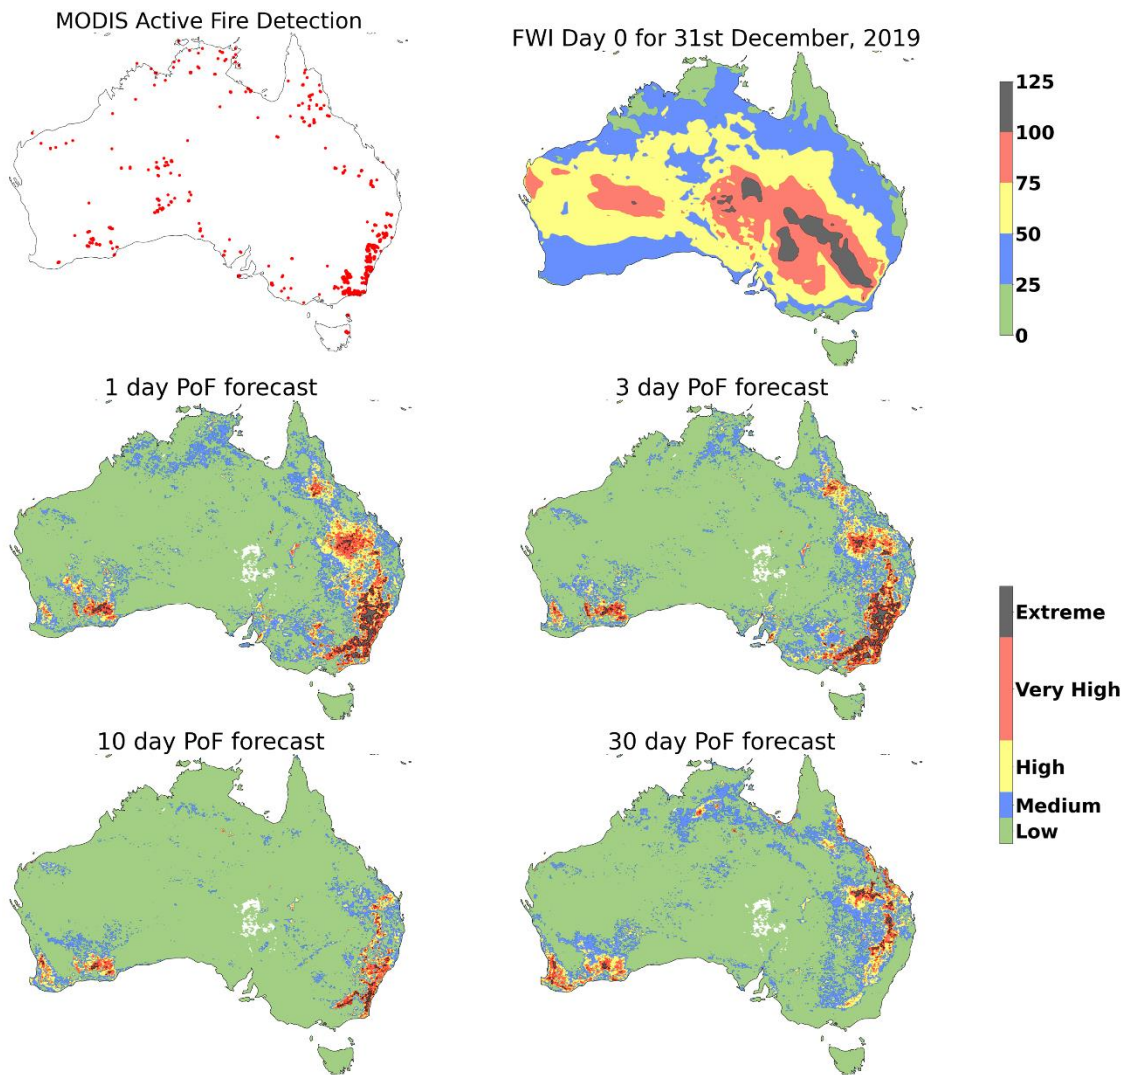 MODIS Active Fire Detection
FWI Day 0 for 31st December, 2019
125
100
75
50
25
0
1 day PoF forecast
3 day PoF forecast
Extreme
Very High
High
Medium
Low
10 day PoF forecast
30 day PoF forecast